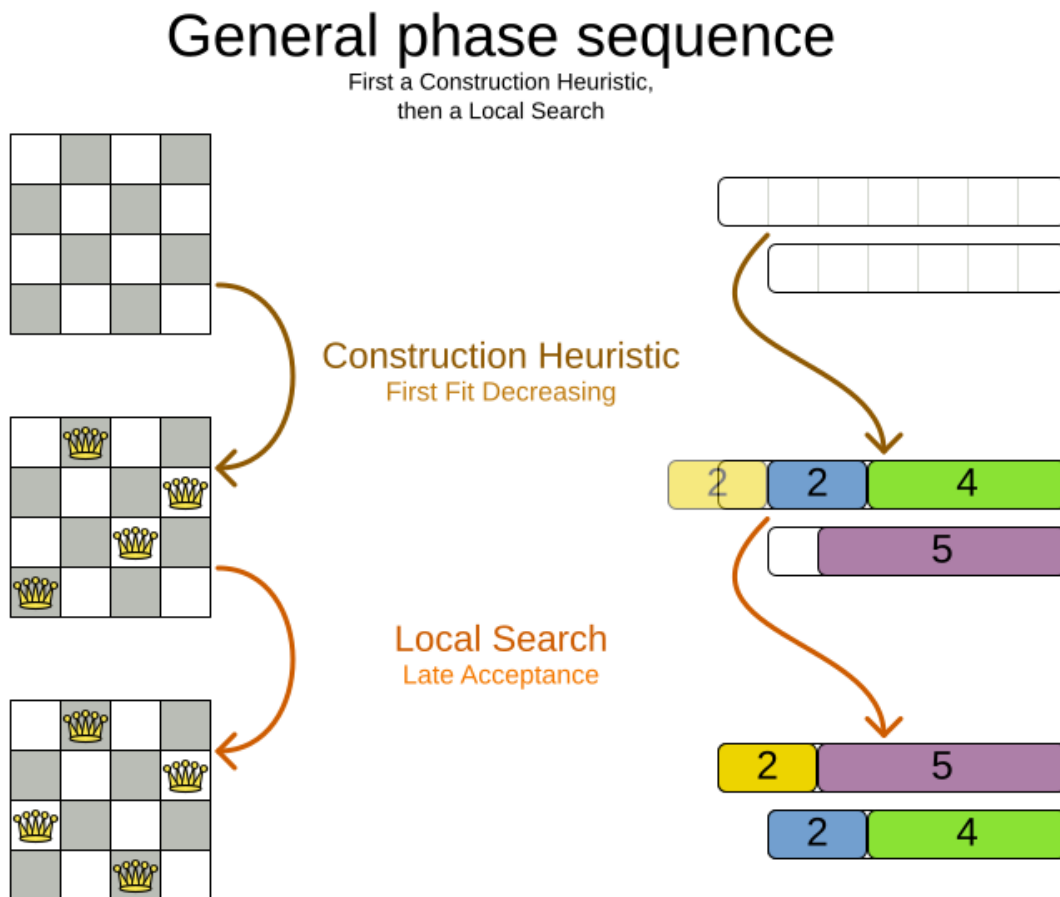 General phase sequence
First a Construction Heuristic,
then a Local Search
Construction Heuristic
First Fit Decreasing
2 2 4
5
Local Search
Late Acceptance
2 5
2 4